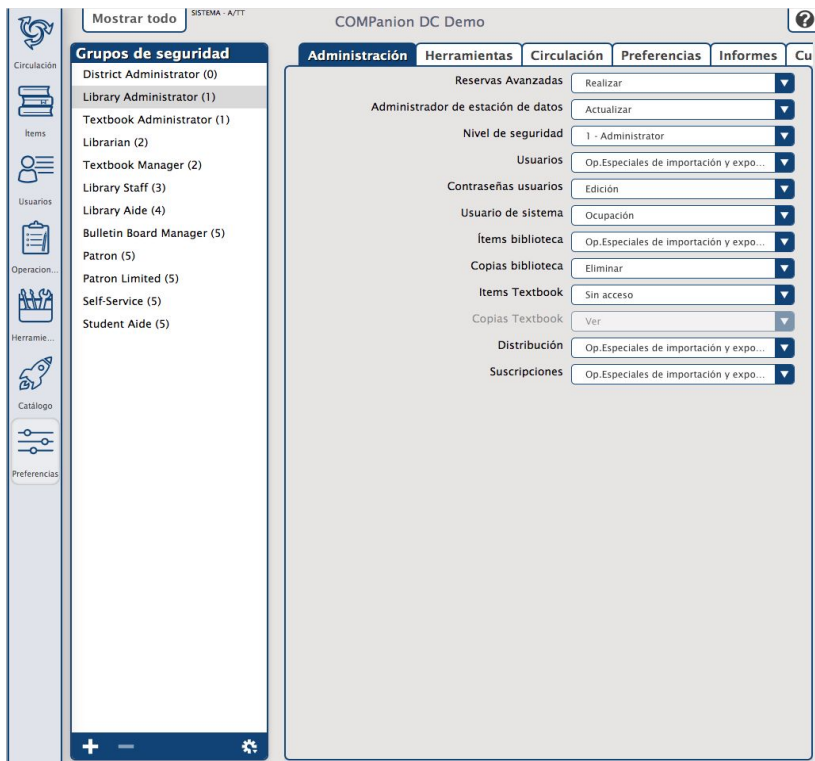 Mostrar todo
SISTEMA - A/TT
COMPanion DC Demo
?
Circulación
Ítems
Usuarios
Operacion...
Herramie...
Catálogo
Preferencias
Grupos de seguridad
District Administrator (0)
Library Administrator (1)
Textbook Administrator (1)
Librarian (2)
Textbook Manager (2)
Library Staff (3)
Library Aide (4)
Bulletin Board Manager (5)
Patron (5)
Patron Limited (5)
Self-Service (5)
Student Aide (5)
Administración Herramientas Circulación Preferencias Informes Cu
Reservas Avanzadas Realizar
Administrador de estación de datos Actualizar
Nivel de seguridad 1 - Administrator
Usuarios Op.Especiales de importación y expo...
Contraseñas usuarios Edición
Usuario de sistema Ocupación
Ítems biblioteca Op.Especiales de importación y expo...
Copias biblioteca Eliminar
Items Textbook Sin acceso
Copias Textbook Ver
Distribución Op.Especiales de importación y expo...
Suscripciones Op.Especiales de importación y expo...